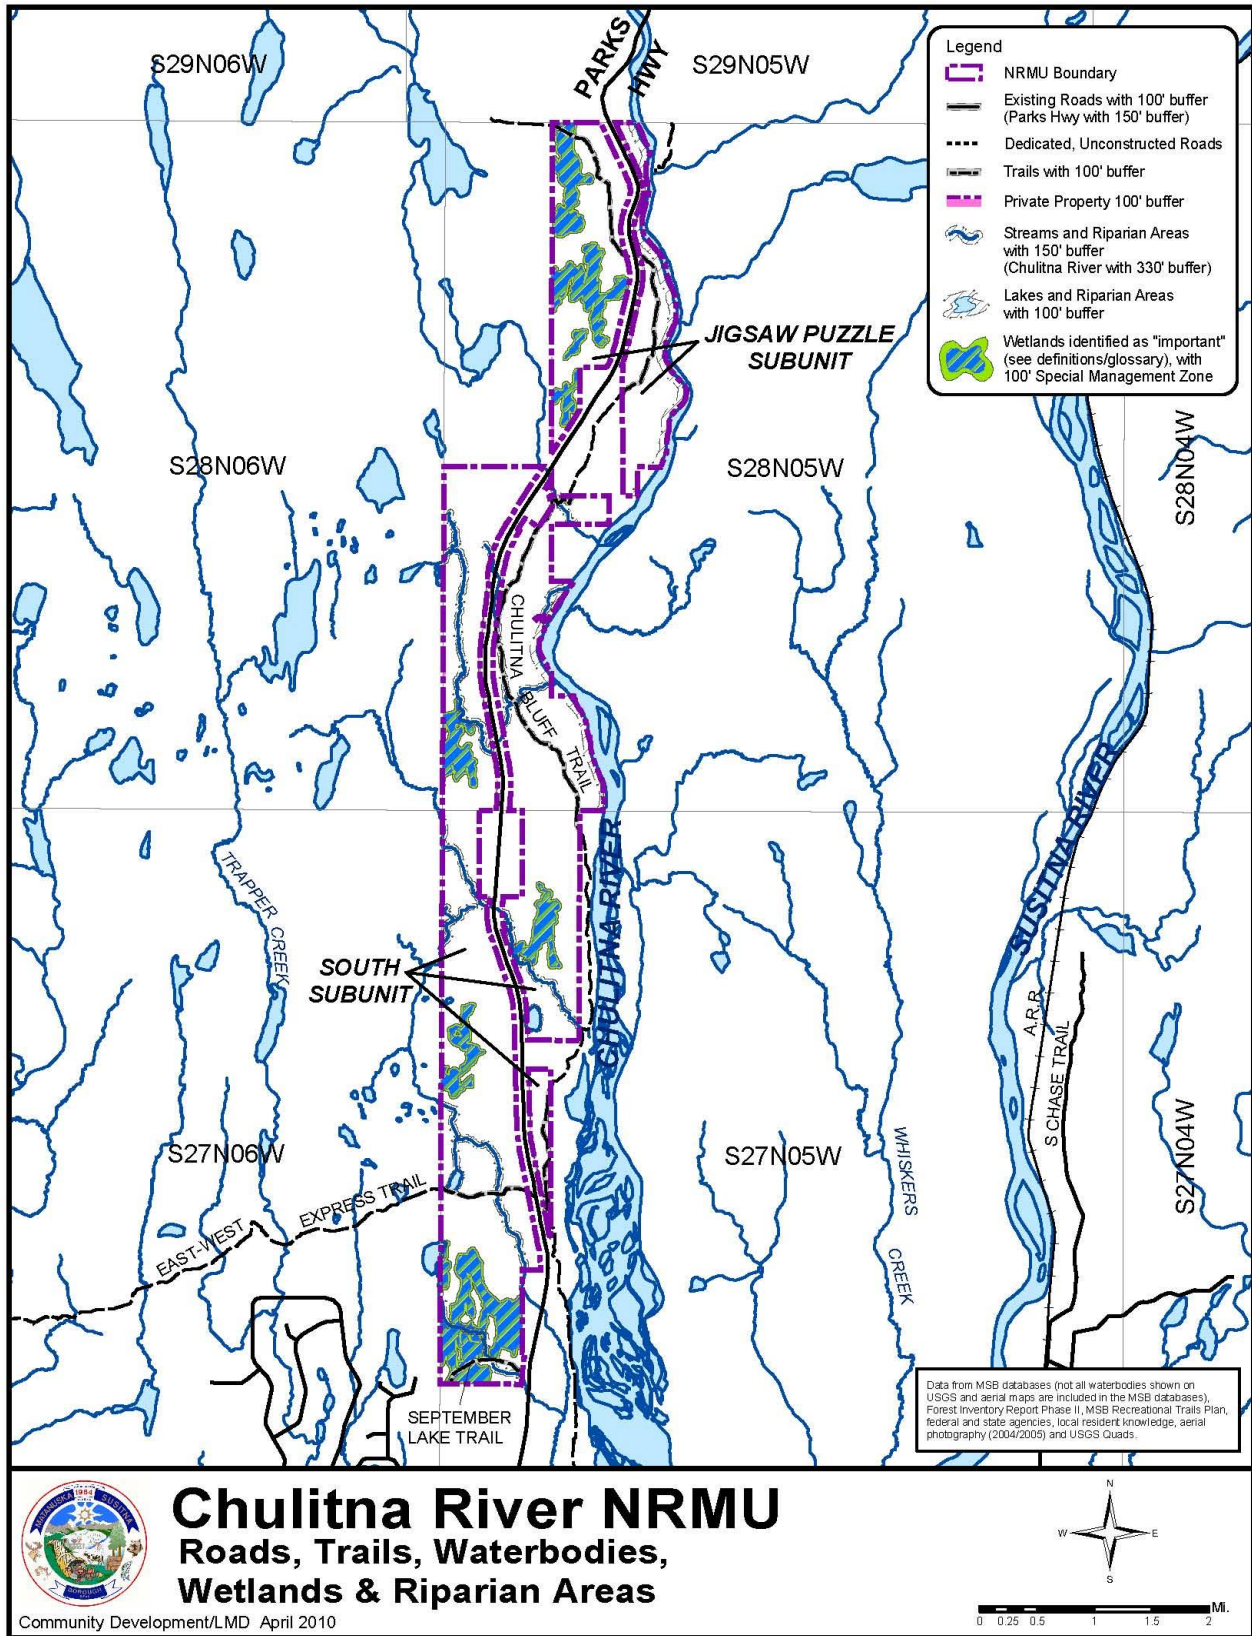 S29N06W
PARKS
HWY
S29N05W
Legend
NRMU Boundary
Existing Roads with 100' buffer
(Parks Hwy with 150' buffer)
Dedicated, Unconstructed Roads
Trails with 100' buffer
Private Property 100' buffer
Streams and Riparian Areas
with 150' buffer
(Chulitna River with 330' buffer)
Lakes and Riparian Areas
with 100' buffer
Wetlands identified as "important"
(see definitions/glossary), with
100' Special Management Zone
JIGSAW PUZZLE
SUBUNIT
S28N06W
S28N05W
S28N04W
CHULITNA BLUFF TRAIL
SUSITNA RIVER
CHULITNA RIVER
TRAPPER CREEK
SOUTH
SUBUNIT
A.R.R.
S CHASE TRAIL
S27N06W
S27N05W
S27N04W
WHISKERS CREEK
EAST-WEST EXPRESS TRAIL
SEPTEMBER
LAKE TRAIL
Data from MSB databases (not all waterbodies shown on
USGS and aerial maps are included in the MSB databases),
Forest Inventory Report Phase II, MSB Recreational Trails Plan,
federal and state agencies, local resident knowledge, aerial
photography (2004/2005) and USGS Quads.
MATANUSKA 1964 SUSITNA
BOROUGH
Chulitna River NRMU
Roads, Trails, Waterbodies,
Wetlands & Riparian Areas
Community Development/LMD April 2010
N
W E
S
0 0.25 0.5 1 1.5 2 Mi.